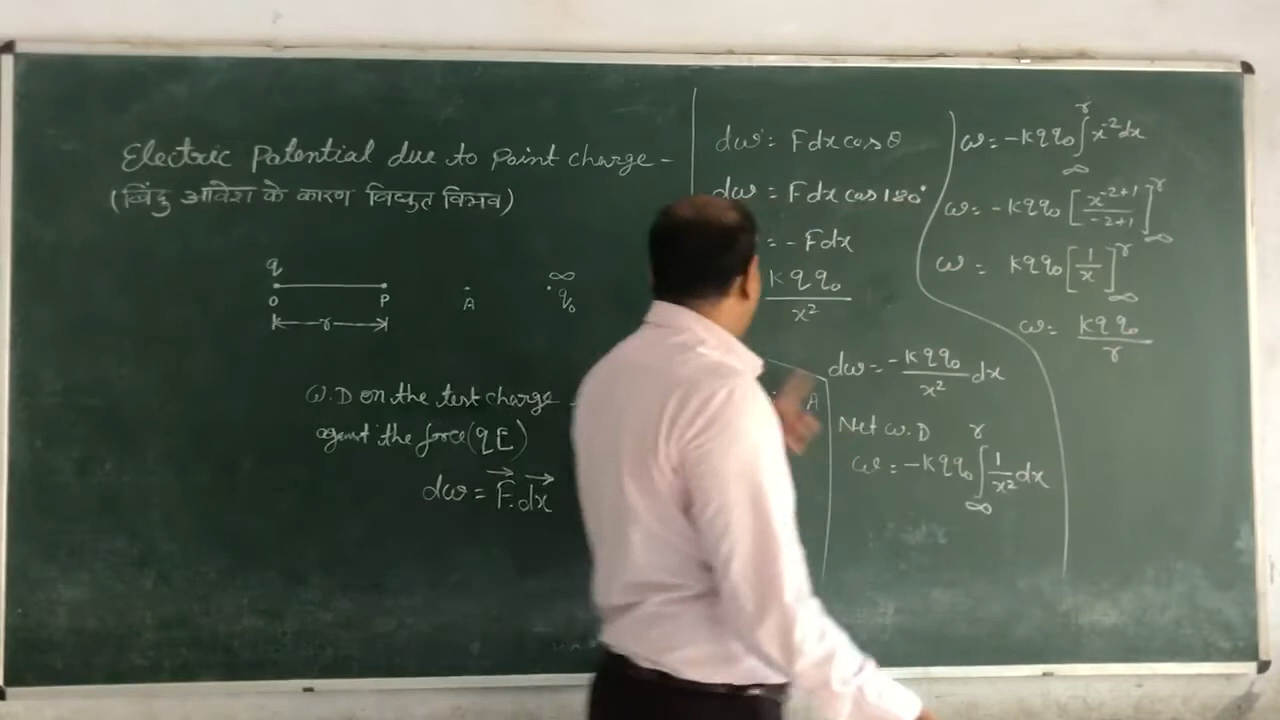 Electric Potential due to Point charge -
(बिंदु आवेश के कारण विद्युत विभव)
q
O P A ∞ q₀
r
W.D on the test charge
against the force (qE)
dw = F⃗.dx⃗
dw = Fdx cos θ
dw = Fdx cos 180°
= - Fdx
Kqq₀/x²
A
dw = -Kqq₀/x² dx
Net W.D
w = -Kqq₀ ∫_∞^r 1/x² dx
w = -Kqq₀ ∫_∞^r x⁻² dx
w = -Kqq₀ [x⁻²⁺¹/-2+1]_∞^r
w = Kqq₀ [1/x]_∞^r
w = Kqq₀/r